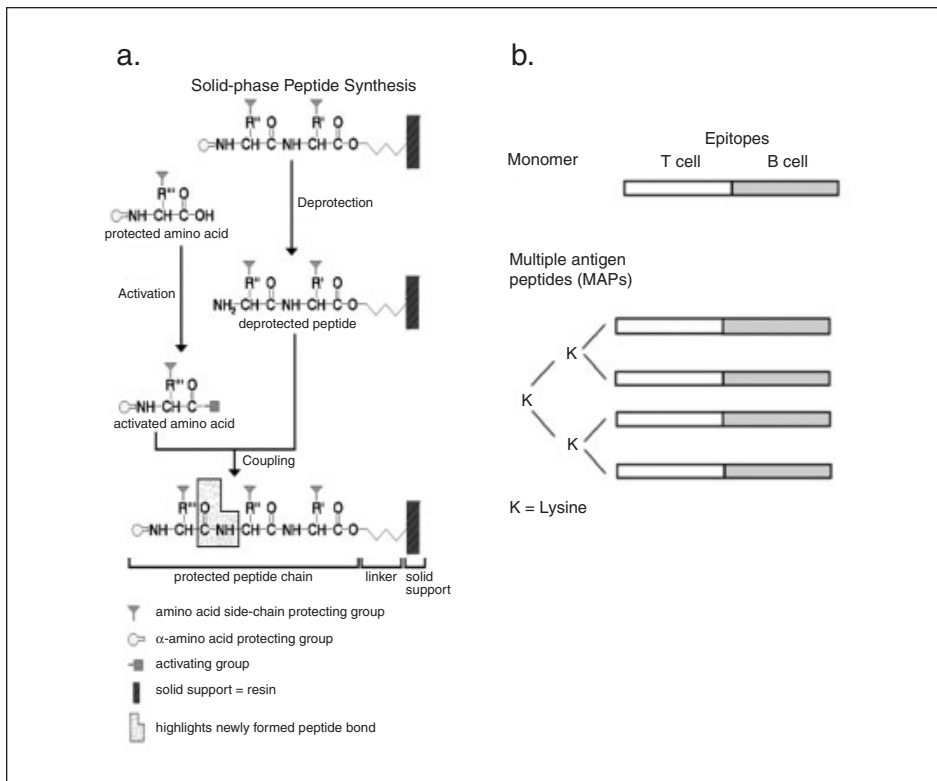 a.
Solid-phase Peptide Synthesis
R'' O R' O
NH CH C NH CH C O
Deprotection
R''' O
NH CH C OH
protected amino acid
Activation
R'' O R' O
NH2 CH C NH CH C O
deprotected peptide
R''' O
NH CH C
activated amino acid
Coupling
R''' O R'' O R' O
NH CH C NH CH C NH CH C O
protected peptide chain
linker
solid
support
amino acid side-chain protecting group
α-amino acid protecting group
activating group
solid support = resin
highlights newly formed peptide bond
b.
Epitopes
Monomer T cell B cell
Multiple antigen
peptides (MAPs)
K
K
K
K = Lysine